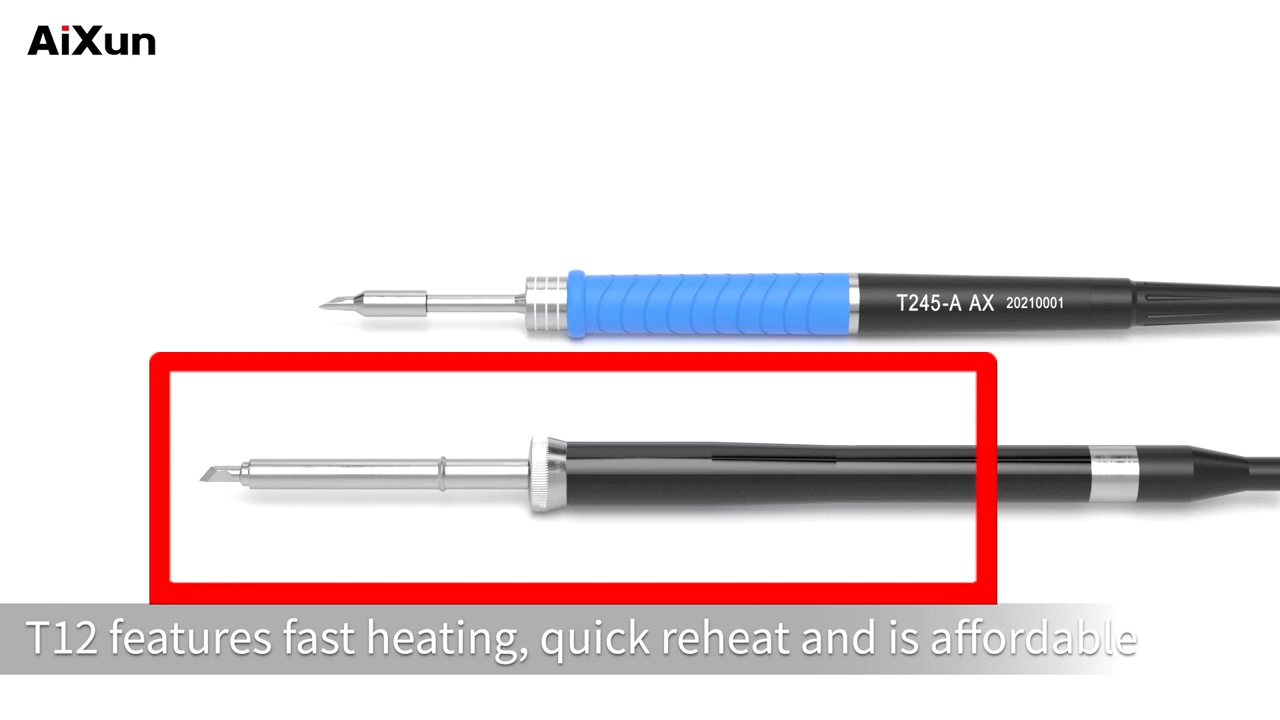 AiXun
T245-A AX 20210001
T12 features fast heating, quick reheat and is affordable